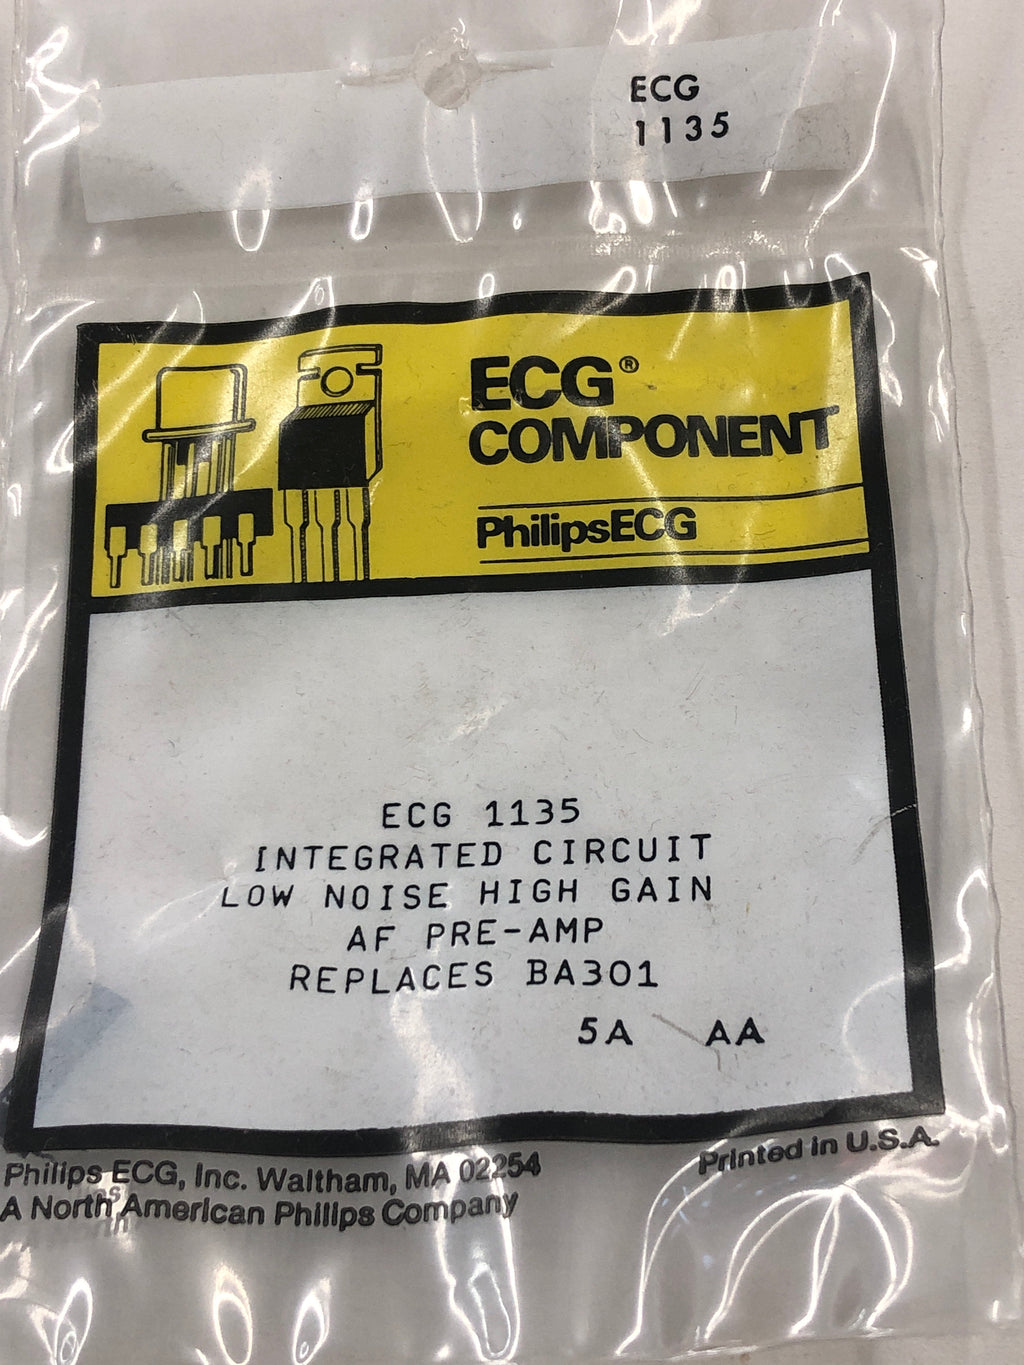 ECG
1135
ECG®
COMPONENT
PhilipsECG
ECG 1135
INTEGRATED CIRCUIT
LOW NOISE HIGH GAIN
AF PRE-AMP
REPLACES BA301
5A AA
Philips ECG, Inc. Waltham, MA 02254
A North American Philips Company
Printed in U.S.A.